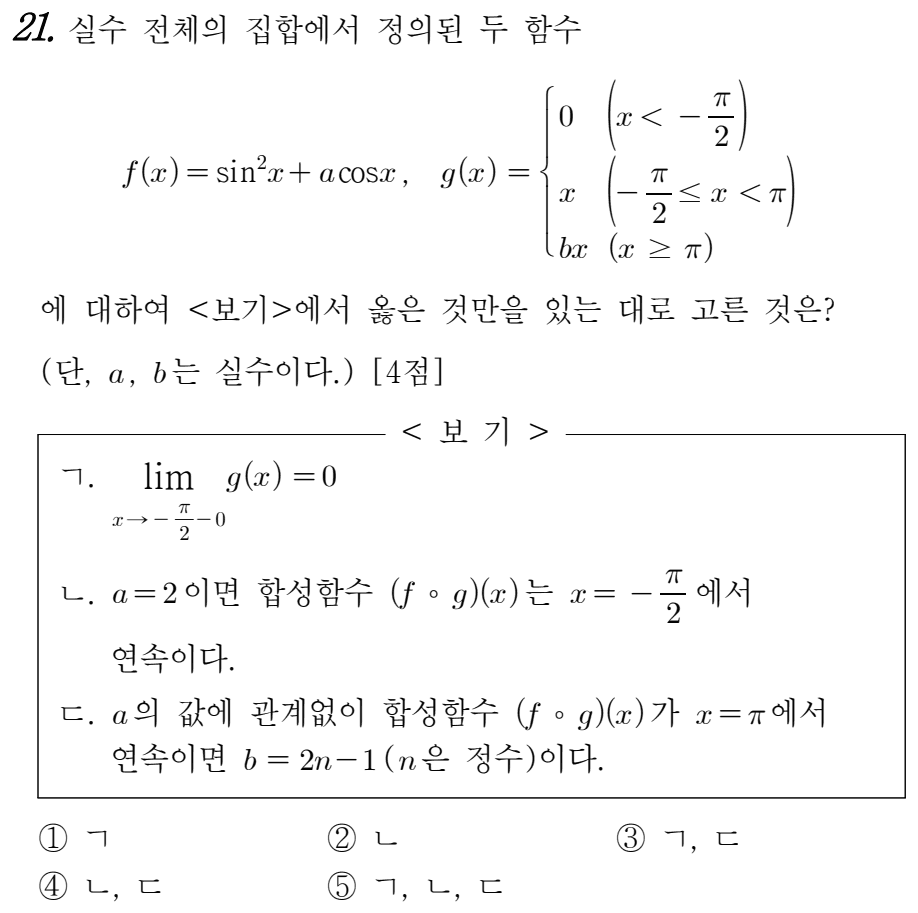 21. 실수 전체의 집합에서 정의된 두 함수
f(x) = sin²x + a cosx, g(x) = { 0 (x < -π/2)
x (-π/2 ≤ x < π)
bx (x ≥ π)
에 대하여 <보기>에서 옳은 것만을 있는 대로 고른 것은?
(단, a, b는 실수이다.) [4점]
< 보 기 >
ㄱ. lim_{x→-π/2-0} g(x) = 0
ㄴ. a=2이면 합성함수 (f∘g)(x)는 x = -π/2에서
연속이다.
ㄷ. a의 값에 관계없이 합성함수 (f∘g)(x)가 x=π에서
연속이면 b = 2n-1(n은 정수)이다.
① ㄱ ② ㄴ ③ ㄱ, ㄷ
④ ㄴ, ㄷ ⑤ ㄱ, ㄴ, ㄷ